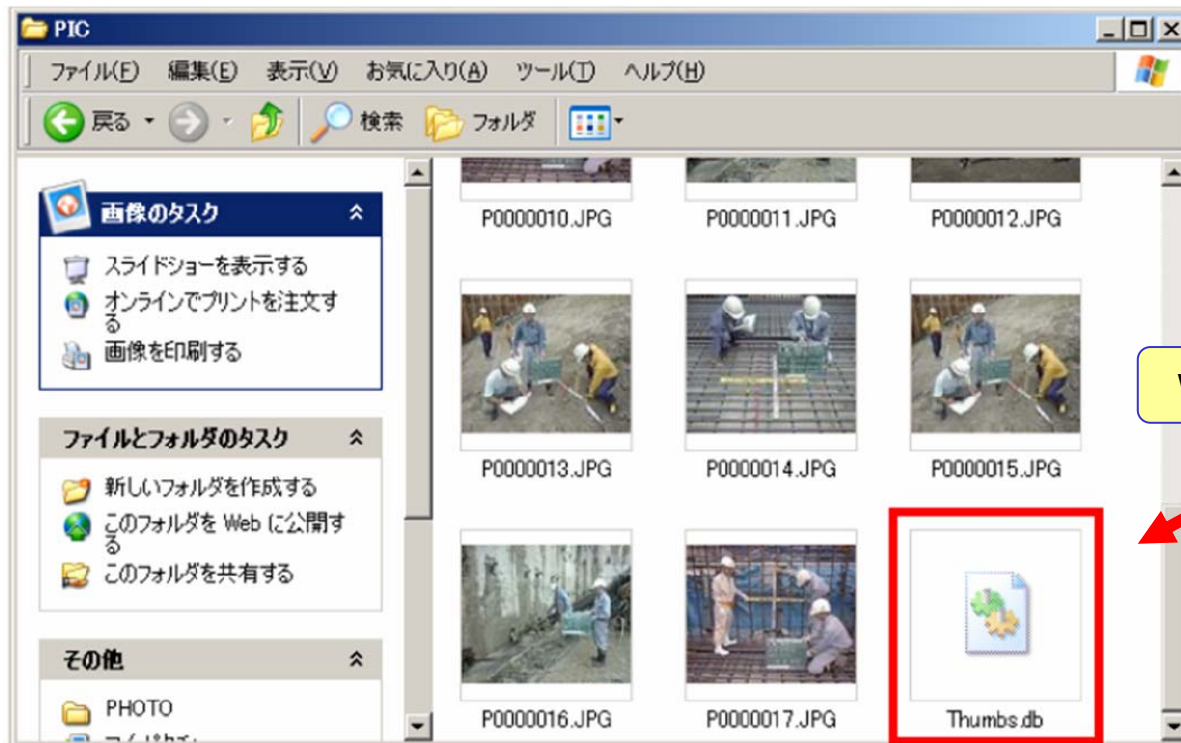 PIC
ファイル(F) 編集(E) 表示(V) お気に入り(A) ツール(T) ヘルプ(H)
戻る 検索 フォルダ
画像のタスク
スライドショーを表示する
オンラインでプリントを注文す
る
画像を印刷する
ファイルとフォルダのタスク
新しいフォルダを作成する
このフォルダを Web に公開す
る
このフォルダを共有する
その他
PHOTO
P0000010.JPG P0000011.JPG P0000012.JPG
P0000013.JPG P0000014.JPG P0000015.JPG
P0000016.JPG P0000017.JPG Thumbs.db